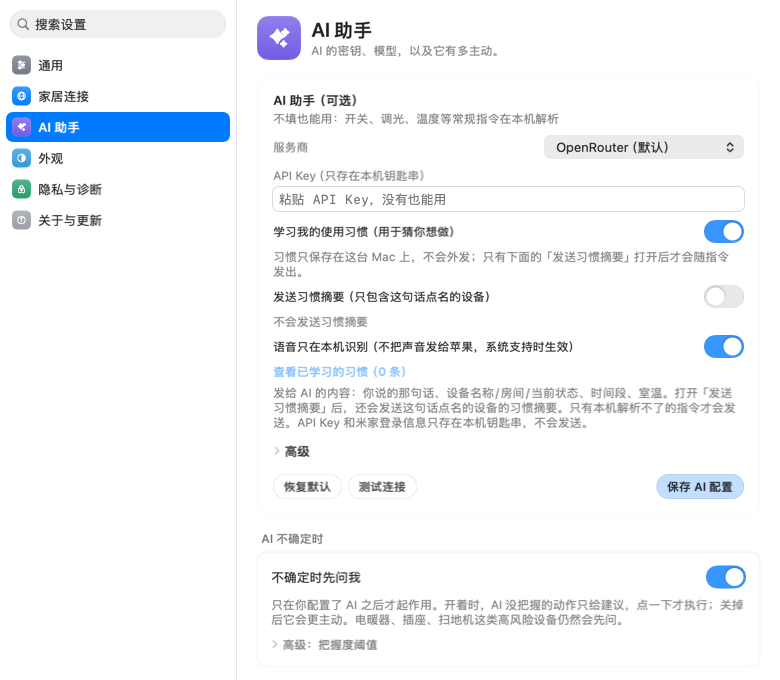 搜索设置
通用
家居连接
AI 助手
外观
隐私与诊断
关于与更新
AI 助手
AI 的密钥、模型，以及它有多主动。
AI 助手（可选）
不填也能用：开关、调光、温度等常规指令在本机解析
服务商
OpenRouter（默认）
API Key（只存在本机钥匙串）
粘贴 API Key，没有也能用
学习我的使用习惯（用于猜你想做）
习惯只保存在这台 Mac 上，不会外发；只有下面的「发送习惯摘要」打开后才会随指令
发出。
发送习惯摘要（只包含这句话点名的设备）
不会发送习惯摘要
语音只在本机识别（不把声音发给苹果，系统支持时生效）
查看已学习的习惯（0 条）
发给 AI 的内容：你说的那句话、设备名称/房间/当前状态、时间段、室温。打开「发送
习惯摘要」后，还会发送这句话点名的设备的习惯摘要。只有本机解析不了的指令才会发
送。API Key 和米家登录信息只存在本机钥匙串，不会发送。
高级
恢复默认
测试连接
保存 AI 配置
AI 不确定时
不确定时先问我
只在你配置了 AI 之后才起作用。开着时，AI 没把握的动作只给建议，点一下才执行；关掉
后它会更主动。电暖器、插座、扫地机这类高风险设备仍然会先问。
高级：把握度阈值